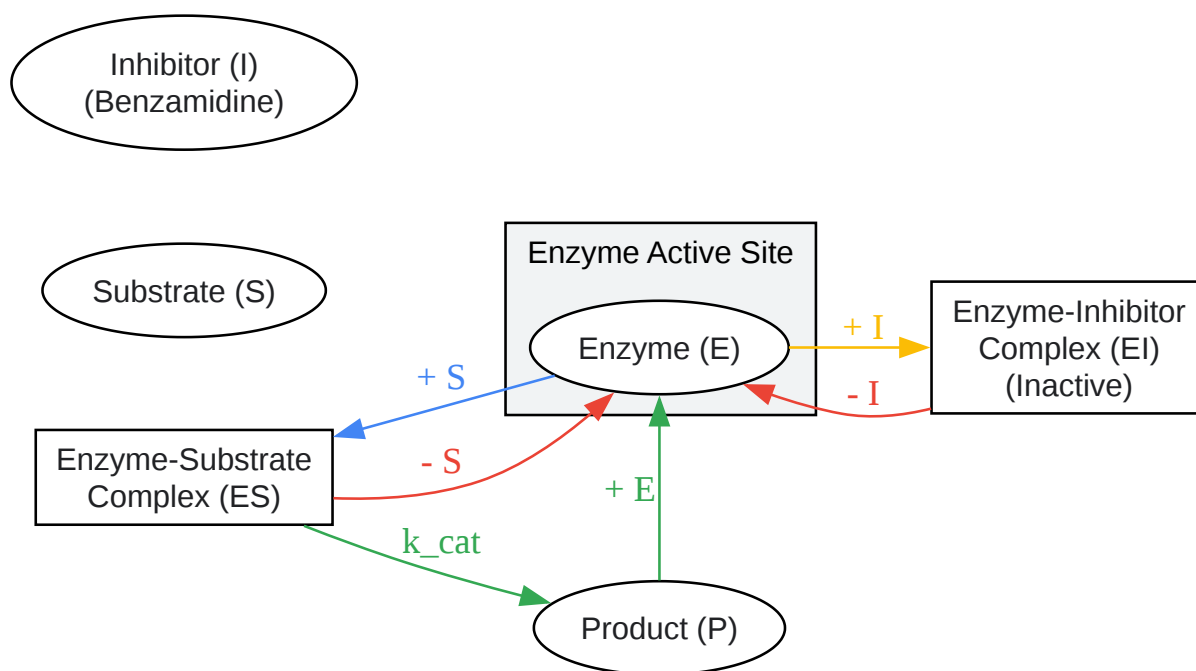 Inhibitor (I)
(Benzamidine)
Enzyme Active Site
Substrate (S)
Enzyme (E)
+ I
Enzyme-Inhibitor
Complex (EI)
(Inactive)
- I
+ S
Enzyme-Substrate
Complex (ES)
- S
+ E
k_cat
Product (P)